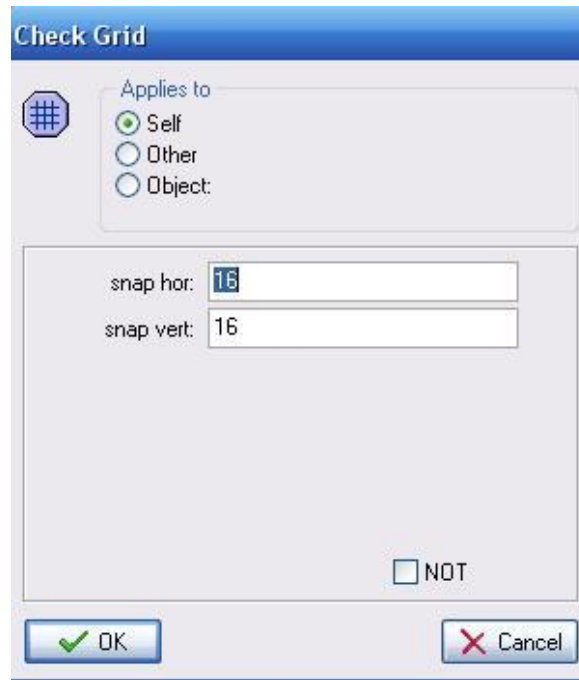 Check Grid
Applies to
Self
Other
Object:
snap hor: 16
snap vert: 16
NOT
OK Cancel